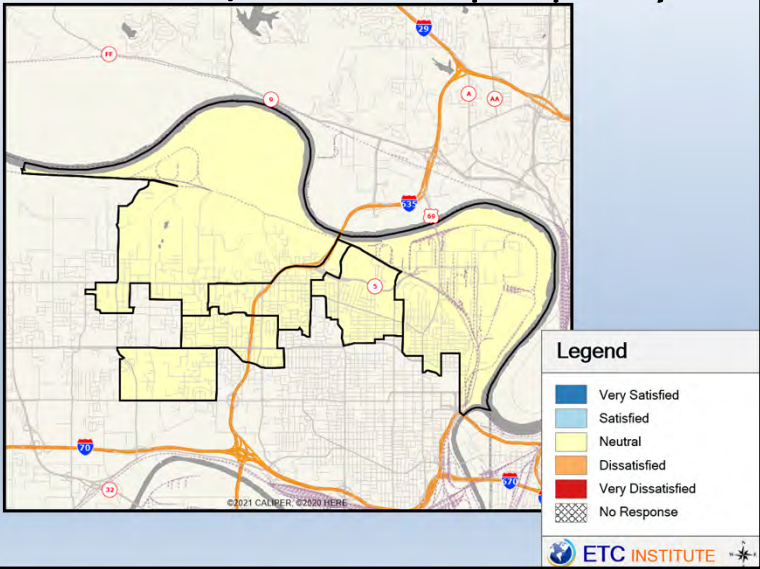 29
FF
9
A
AA
635
69
5
Legend
Very Satisfied
Satisfied
Neutral
Dissatisfied
Very Dissatisfied
No Response
70
670
32
©2021 CALIPER; ©2020 HERE
ETC INSTITUTE